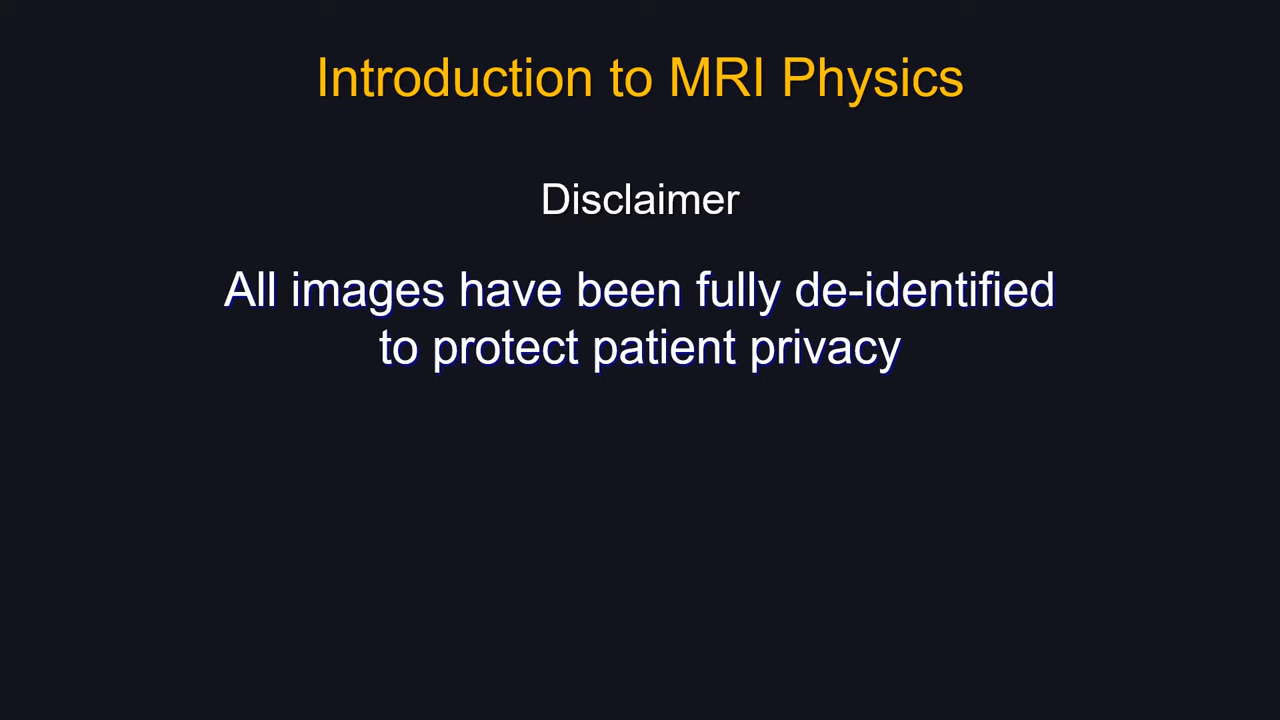 Introduction to MRI Physics
Disclaimer
All images have been fully de-identified
to protect patient privacy